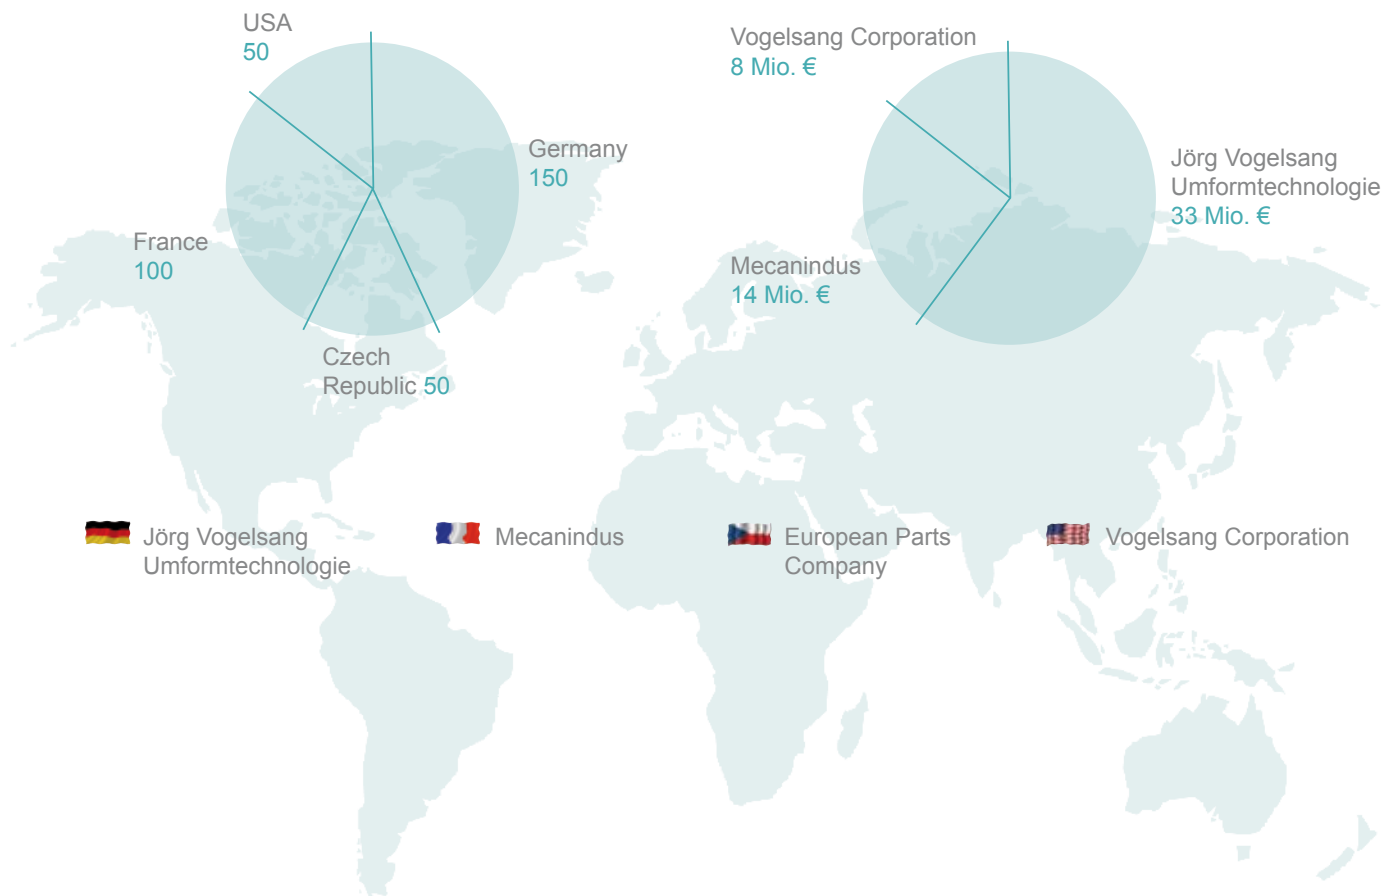 USA
50
Germany
150
France
100
Czech
Republic 50
Vogelsang Corporation
8 Mio. €
Jörg Vogelsang
Umformtechnologie
33 Mio. €
Mecanindus
14 Mio. €
Jörg Vogelsang
Umformtechnologie
Mecanindus
European Parts
Company
Vogelsang Corporation